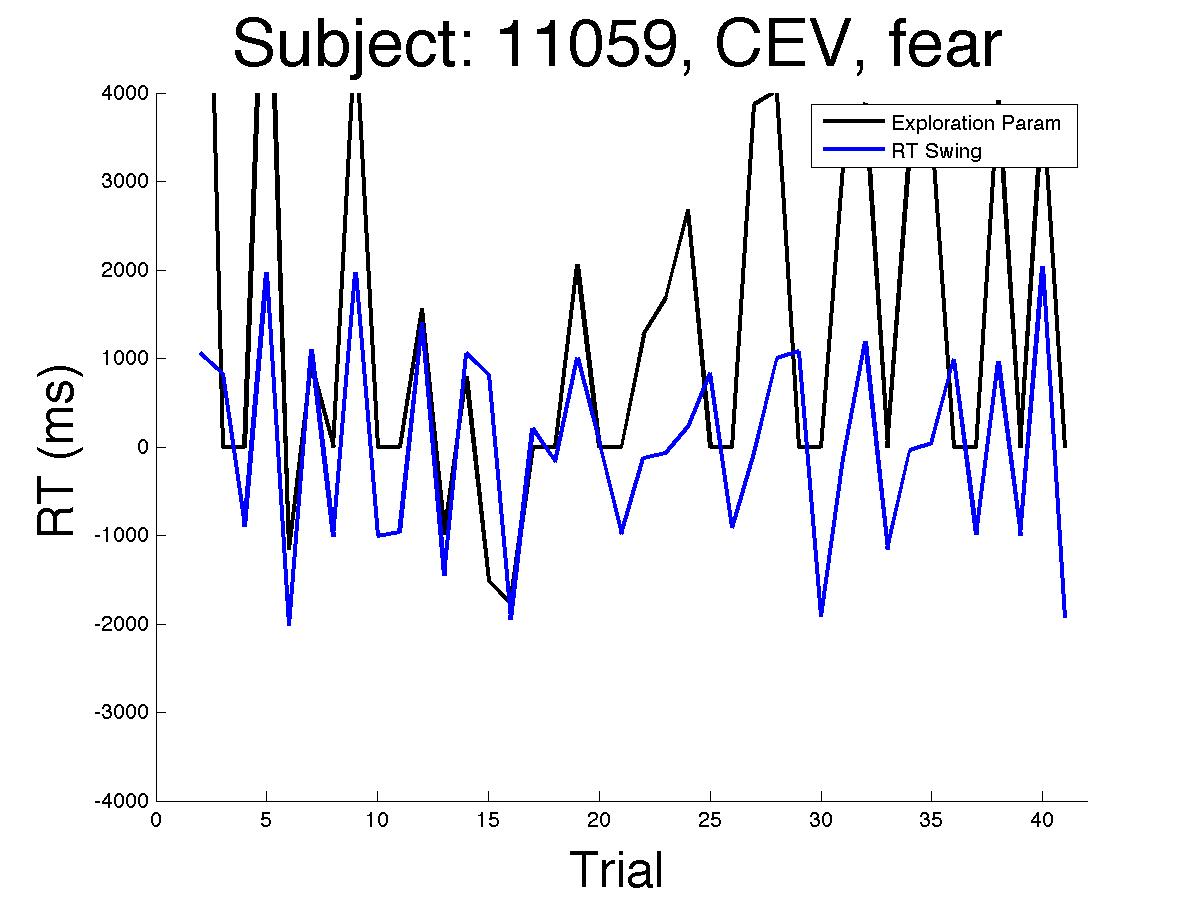 Subject: 11059, CEV, fear
4000
3000
2000
1000
0
-1000
-2000
-3000
-4000
RT (ms)
Exploration Param
RT Swing
0 5 10 15 20 25 30 35 40
Trial